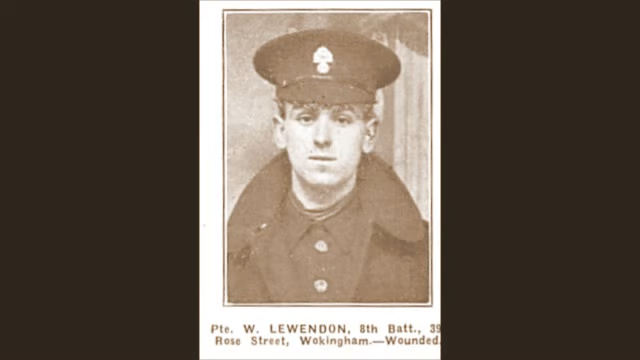 Pte. W. LEWENDON, 8th Batt., 39
Rose Street, Wokingham.—Wounded.